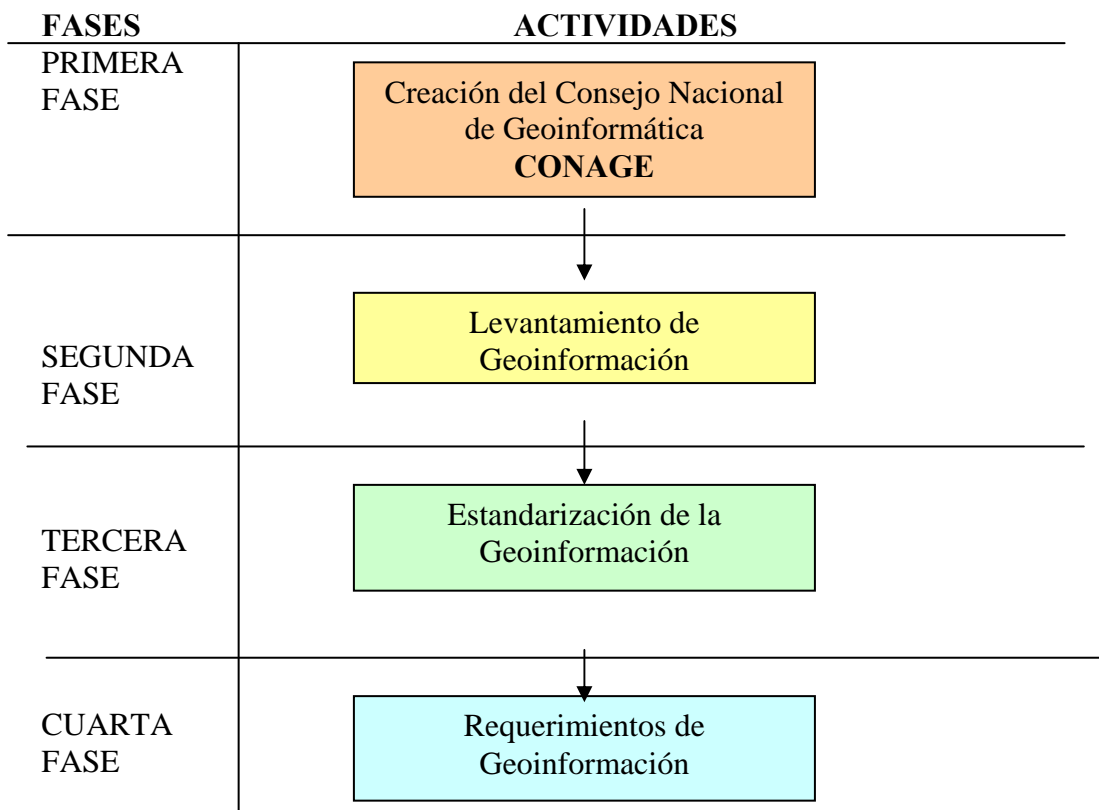 FASES ACTIVIDADES
PRIMERA
FASE
Creación del Consejo Nacional
de Geoinformática
CONAGE
SEGUNDA
FASE
Levantamiento de
Geoinformación
TERCERA
FASE
Estandarización de la
Geoinformación
CUARTA
FASE
Requerimientos de
Geoinformación